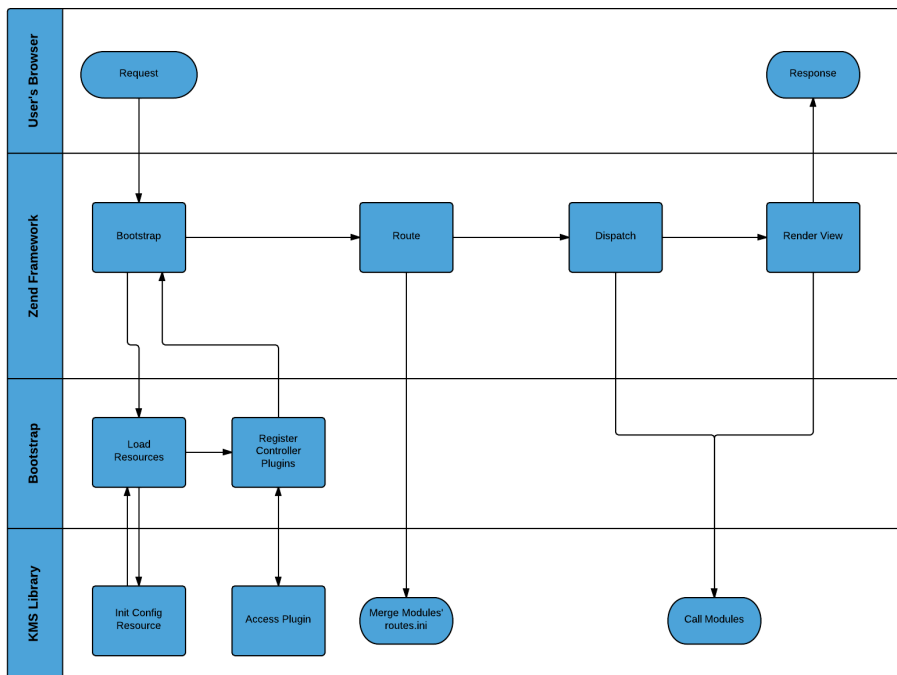 User's Browser
Request
Response
Zend Framework
Bootstrap
Route
Dispatch
Render View
Bootstrap
Load
Resources
Register
Controller
Plugins
KMS Library
Init Config
Resource
Access Plugin
Merge Modules'
routes.ini
Call Modules